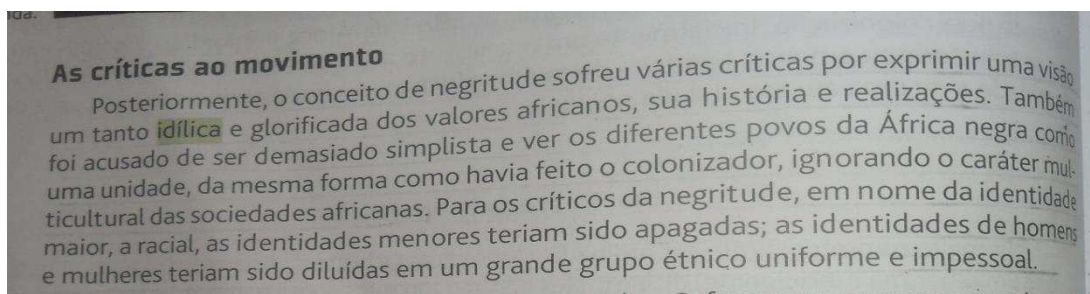 As críticas ao movimento
Posteriormente, o conceito de negritude sofreu várias críticas por exprimir uma visão
um tanto idílica e glorificada dos valores africanos, sua história e realizações. Também
foi acusado de ser demasiado simplista e ver os diferentes povos da África negra como
uma unidade, da mesma forma como havia feito o colonizador, ignorando o caráter mul-
ticultural das sociedades africanas. Para os críticos da negritude, em nome da identidade
maior, a racial, as identidades menores teriam sido apagadas; as identidades de homens
e mulheres teriam sido diluídas em um grande grupo étnico uniforme e impessoal.